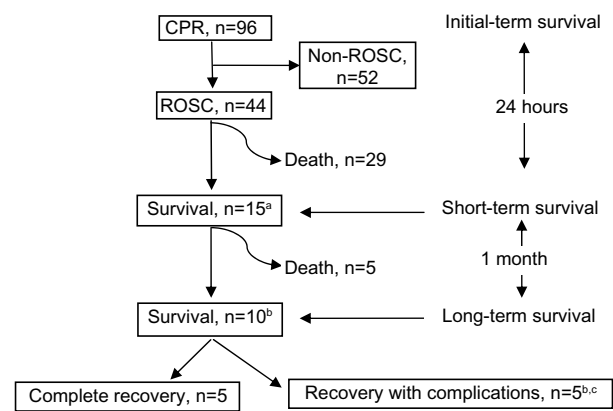 CPR, n=96
Initial-term survival
Non-ROSC,
n=52
ROSC, n=44
24 hours
Death, n=29
Survival, n=15ᵃ
Short-term survival
1 month
Death, n=5
Survival, n=10ᵇ
Long-term survival
Complete recovery, n=5
Recovery with complications, n=5ᵇ,ᶜ